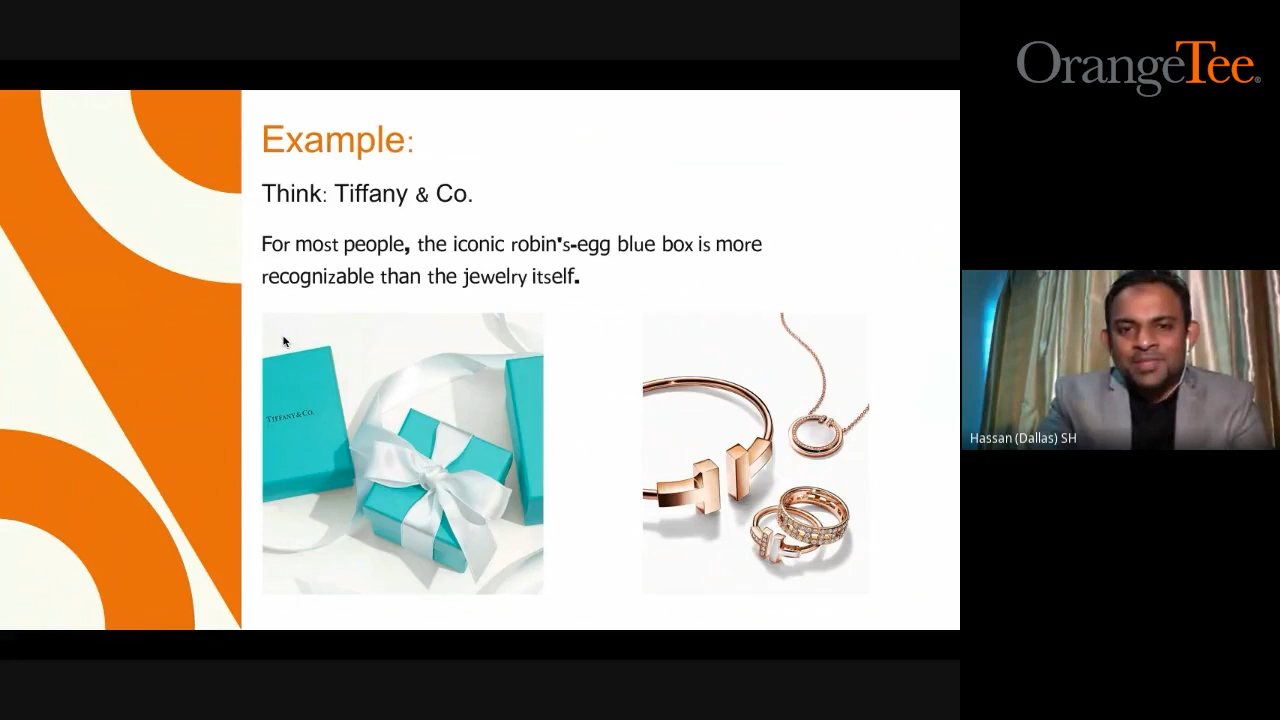 OrangeTee
Example:
Think: Tiffany & Co.
For most people, the iconic robin's-egg blue box is more
recognizable than the jewelry itself.
TIFFANY & CO.
Hassan (Dallas) SH